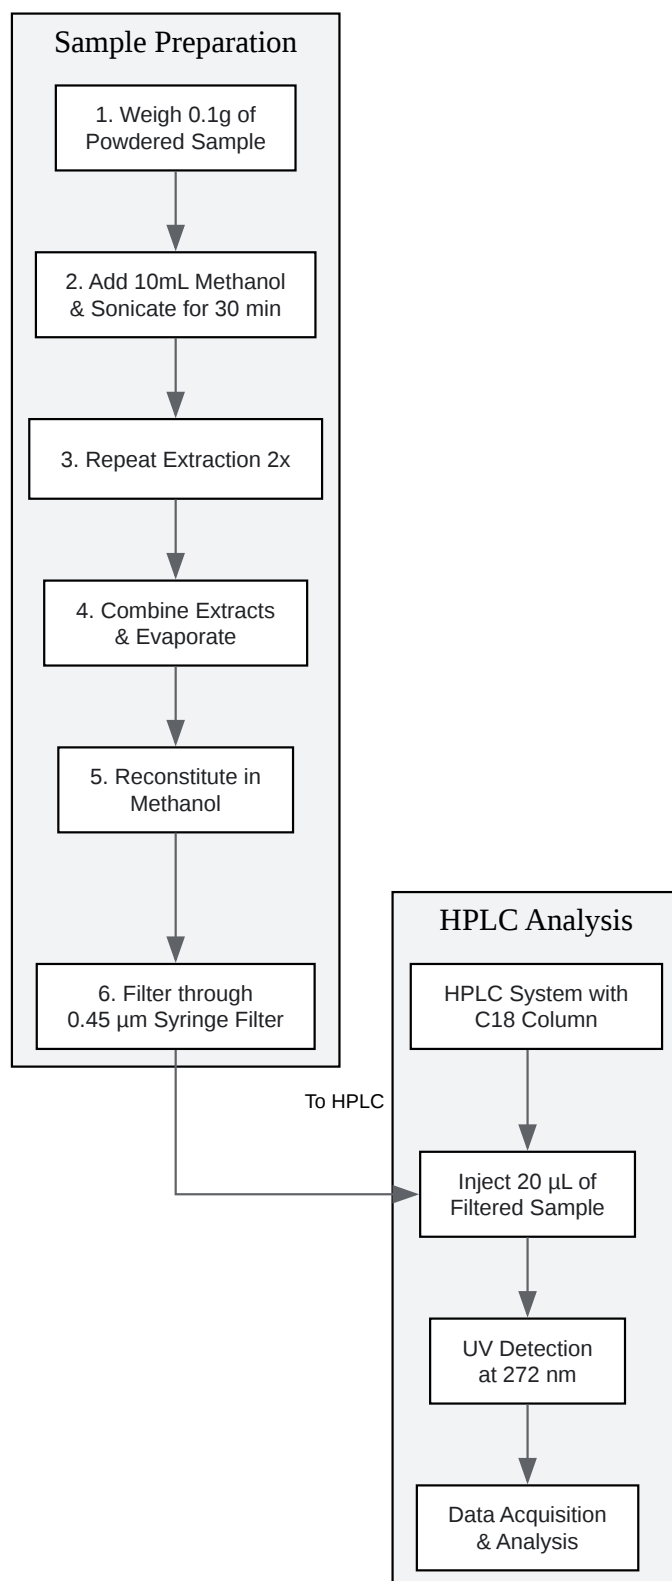 Sample Preparation
1. Weigh 0.1g of
Powdered Sample
2. Add 10mL Methanol
& Sonicate for 30 min
3. Repeat Extraction 2x
4. Combine Extracts
& Evaporate
5. Reconstitute in
Methanol
6. Filter through
0.45 µm Syringe Filter
To HPLC
HPLC Analysis
HPLC System with
C18 Column
Inject 20 µL of
Filtered Sample
UV Detection
at 272 nm
Data Acquisition
& Analysis